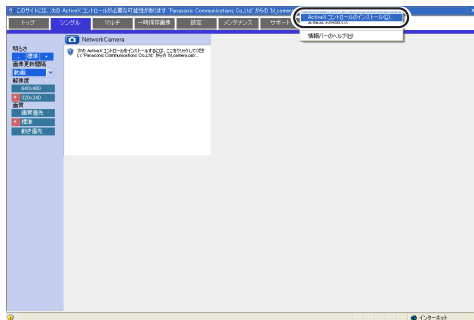 このサイトには、次の ActiveX コントロールが必要な可能性があります: 'Panasonic Communications Co.,Ltd.' からの 'bl_camer
ActiveX コントロールのインストール(C)...
情報バーのヘルプ(H)
トップ
シングル
マルチ
一時保存画像
設定
メンテナンス
サポート
NetworkCamera
次の ActiveX コントロールをインストールするには、ここをクリックしてくださ
い: 'Panasonic Communications Co.,Ltd.' からの 'bl_camera.cab'...
明るさ
- 標準 +
画像更新間隔
動画
解像度
640x480
320x240
画質
画質優先
標準
動き優先
インターネット